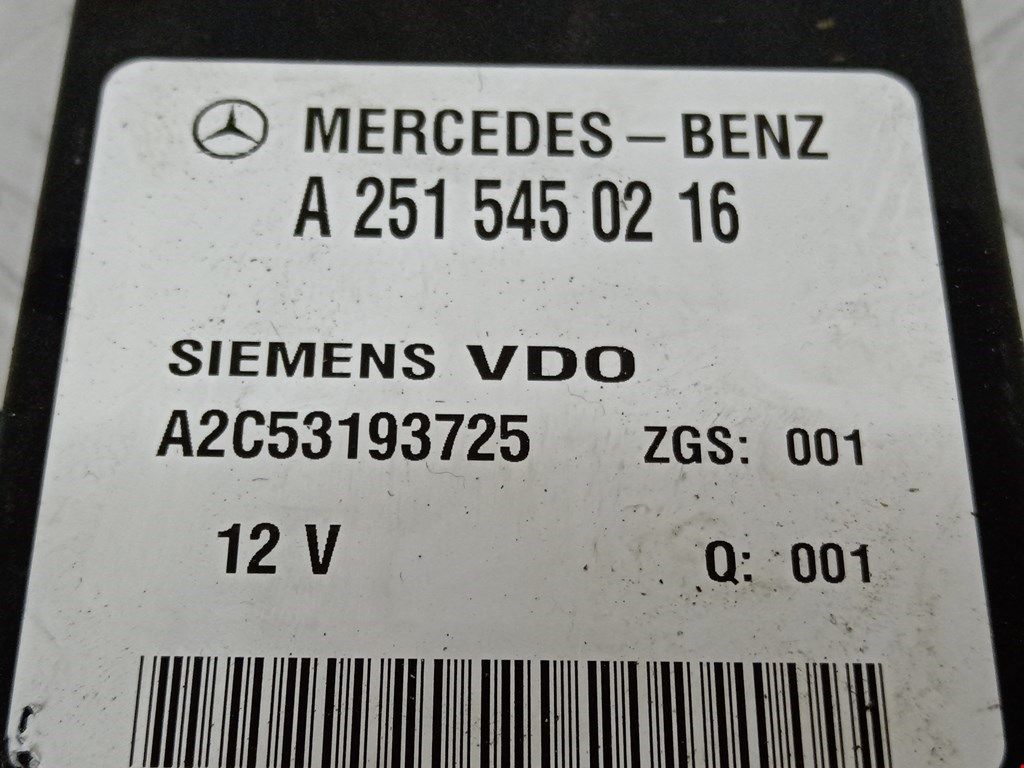 MERCEDES-BENZ
A 251 545 02 16
SIEMENS VDO
A2C53193725 ZGS: 001
12 V Q: 001